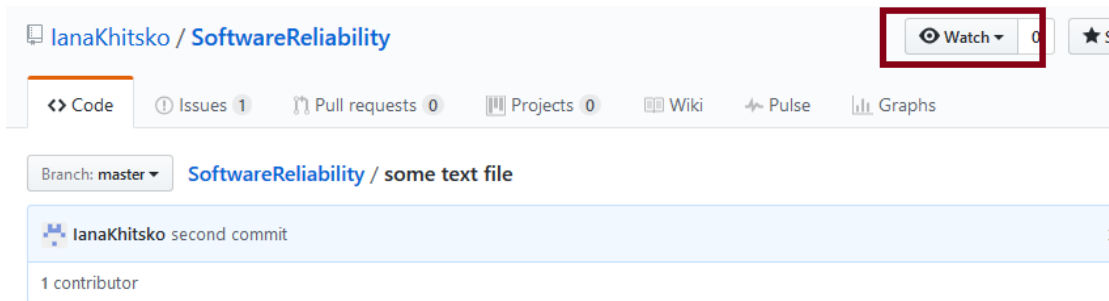 IanaKhitsko / SoftwareReliability Watch 0 S
Code Issues 1 Pull requests 0 Projects 0 Wiki Pulse Graphs
Branch: master SoftwareReliability / some text file
IanaKhitsko second commit
1 contributor